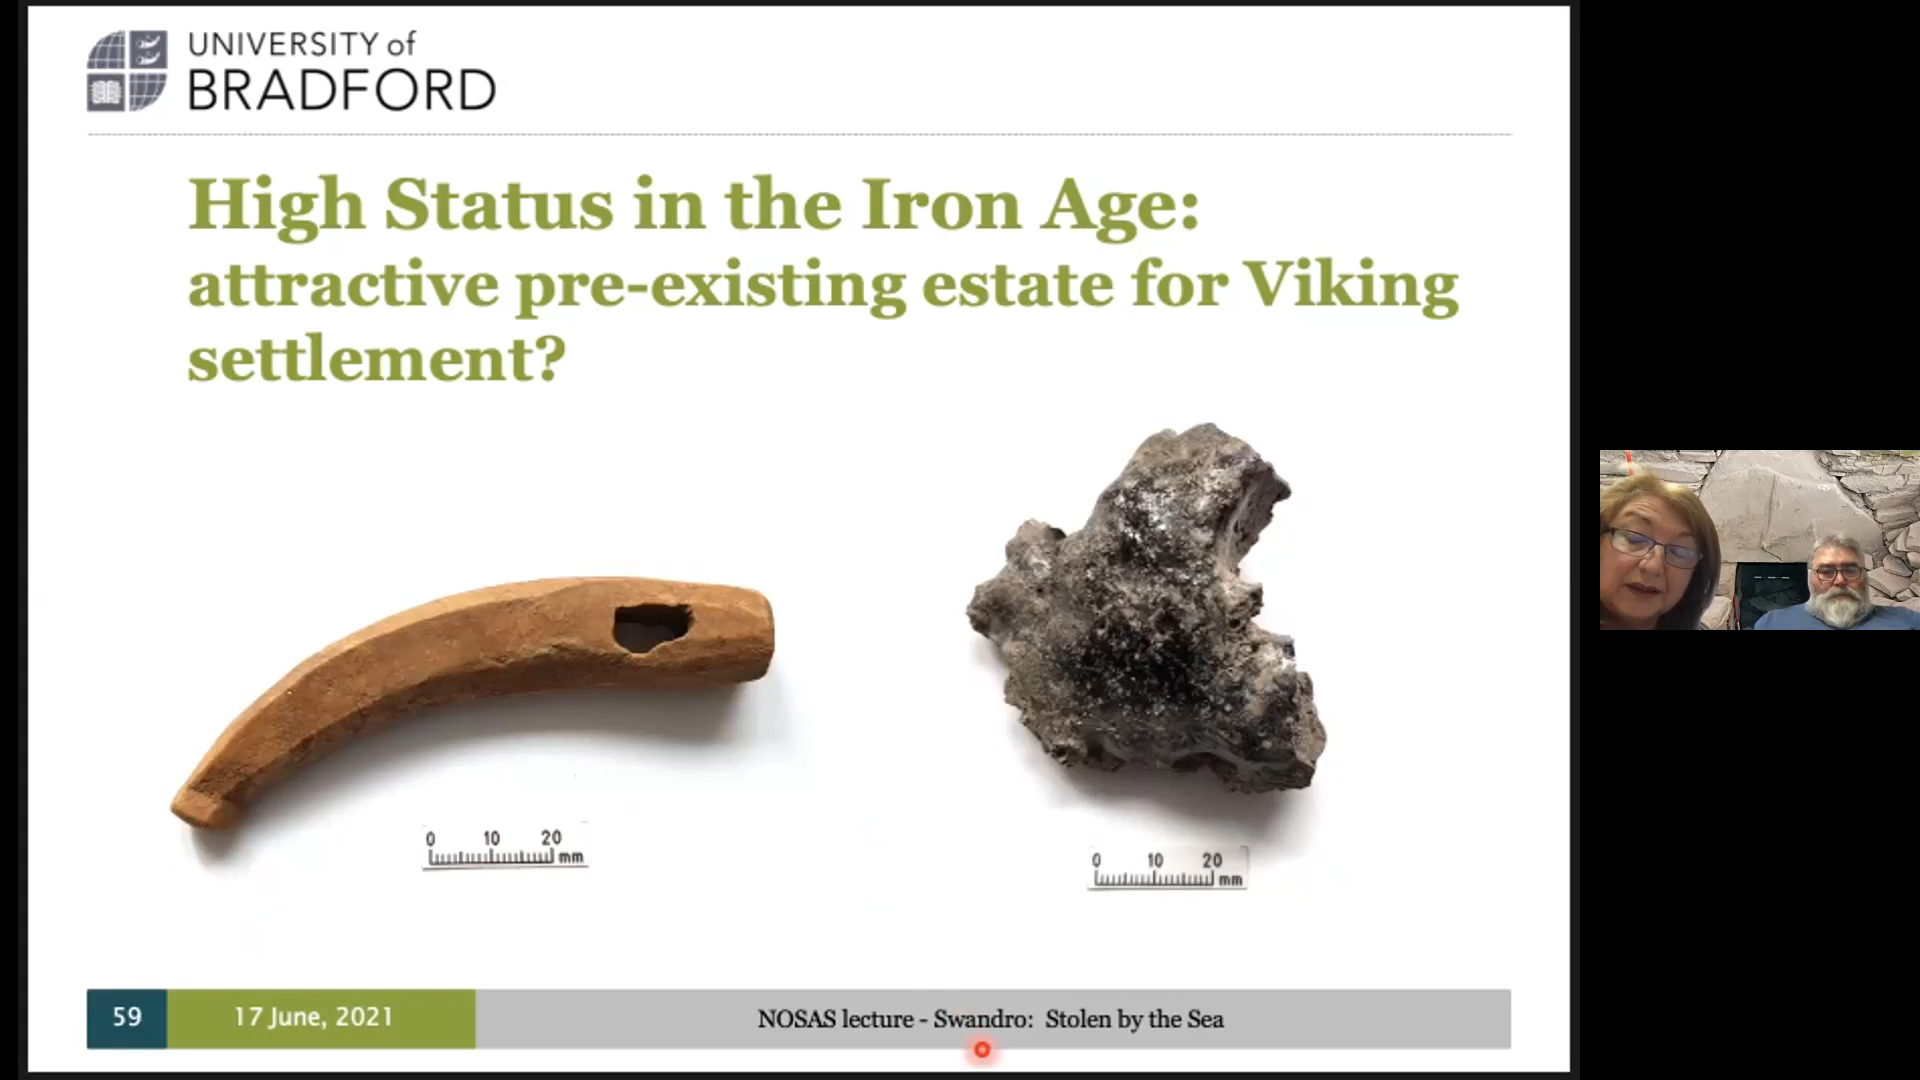 UNIVERSITY of
BRADFORD
High Status in the Iron Age:
attractive pre-existing estate for Viking
settlement?
0 10 20
mm
0 10 20
mm
59
17 June, 2021
NOSAS lecture - Swandro: Stolen by the Sea